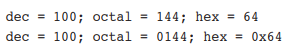 dec = 100; octal = 144; hex = 64
dec = 100; octal = 0144; hex = 0x64